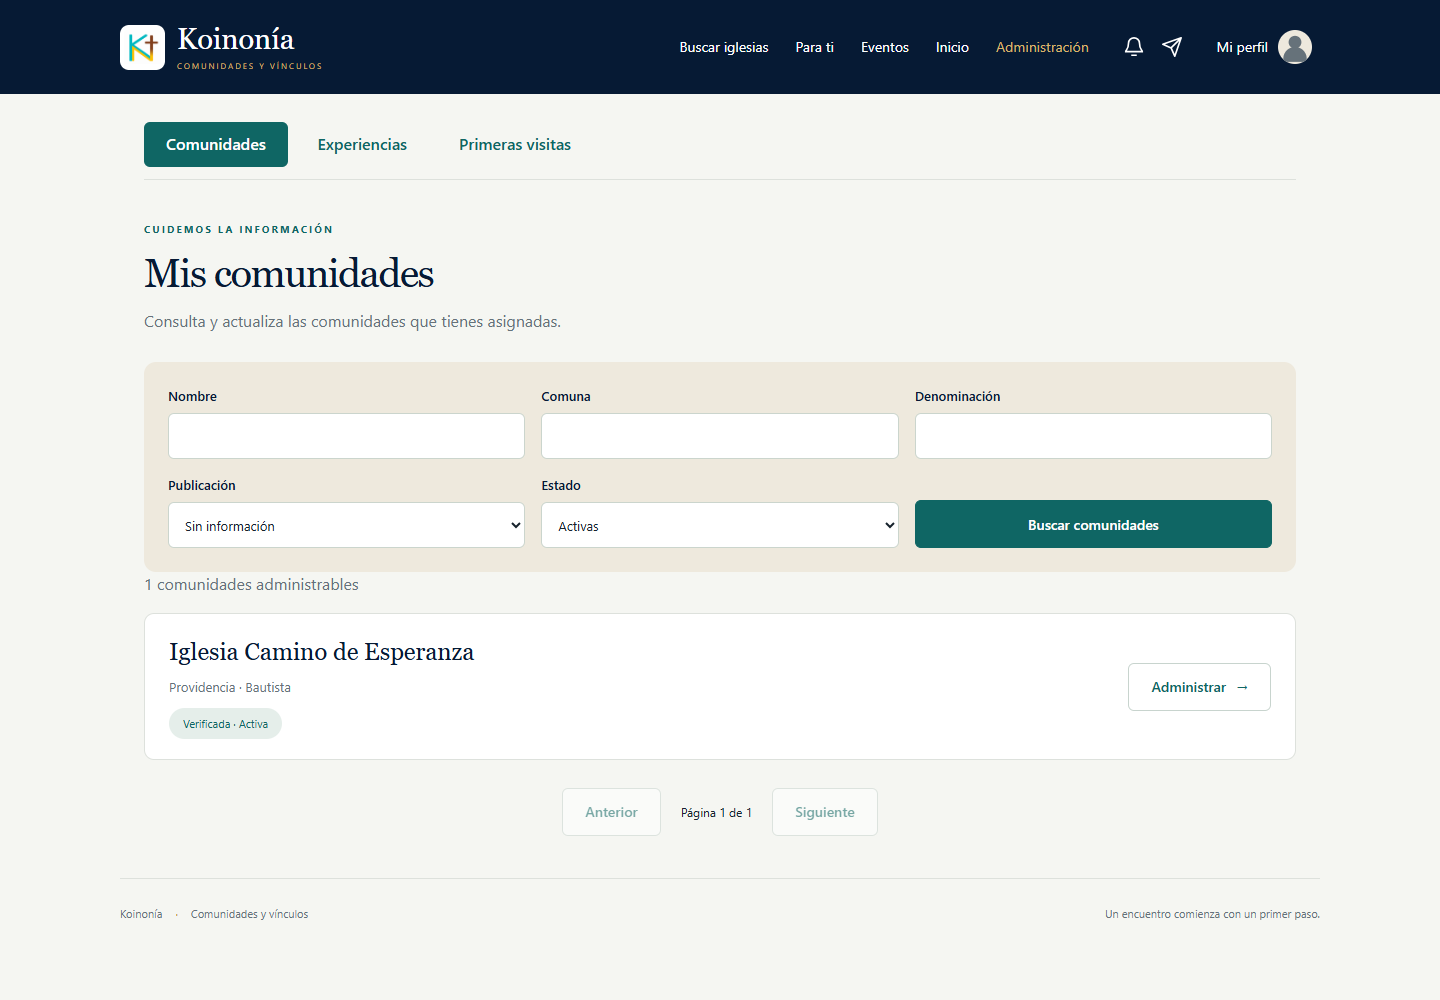 Koinonía
COMUNIDADES Y VÍNCULOS
Buscar iglesias
Para ti
Eventos
Inicio
Administración
Mi perfil
Comunidades
Experiencias
Primeras visitas
CUIDEMOS LA INFORMACIÓN
Mis comunidades
Consulta y actualiza las comunidades que tienes asignadas.
Nombre
Comuna
Denominación
Publicación
Estado
Sin información
Activas
Buscar comunidades
1 comunidades administrables
Iglesia Camino de Esperanza
Providencia · Bautista
Verificada · Activa
Administrar →
Anterior
Página 1 de 1
Siguiente
Koinonía · Comunidades y vínculos
Un encuentro comienza con un primer paso.